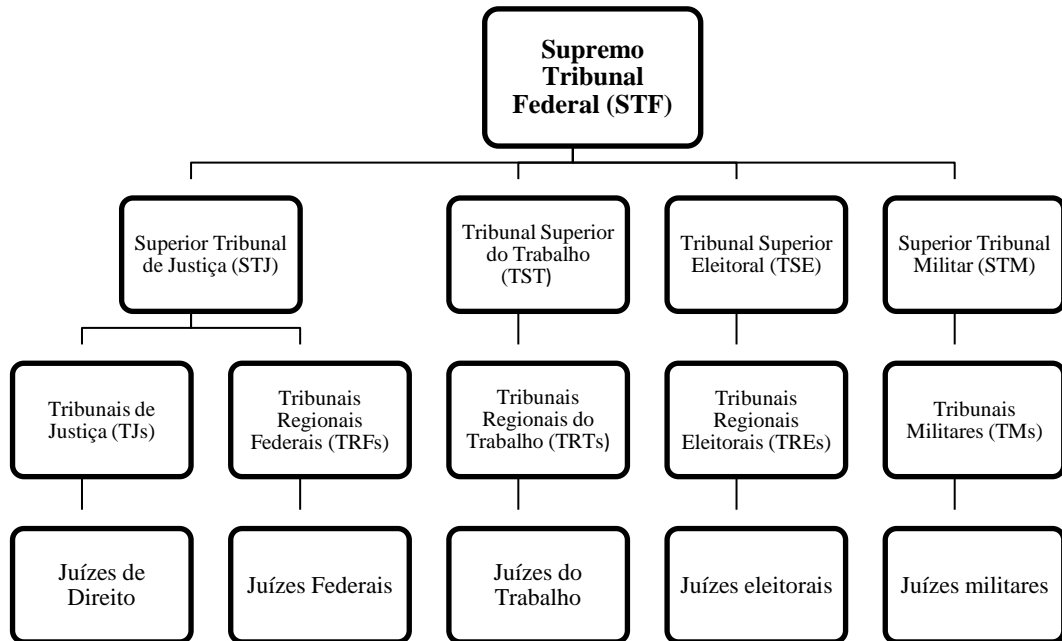 Supremo
Tribunal
Federal (STF)
Superior Tribunal
de Justiça (STJ)
Tribunal Superior
do Trabalho
(TST)
Tribunal Superior
Eleitoral (TSE)
Superior Tribunal
Militar (STM)
Tribunais de
Justiça (TJs)
Tribunais
Regionais
Federais (TRFs)
Tribunais
Regionais do
Trabalho (TRTs)
Tribunais
Regionais
Eleitorais (TREs)
Tribunais
Militares (TMs)
Juízes de
Direito
Juízes Federais
Juízes do
Trabalho
Juízes eleitorais
Juízes militares